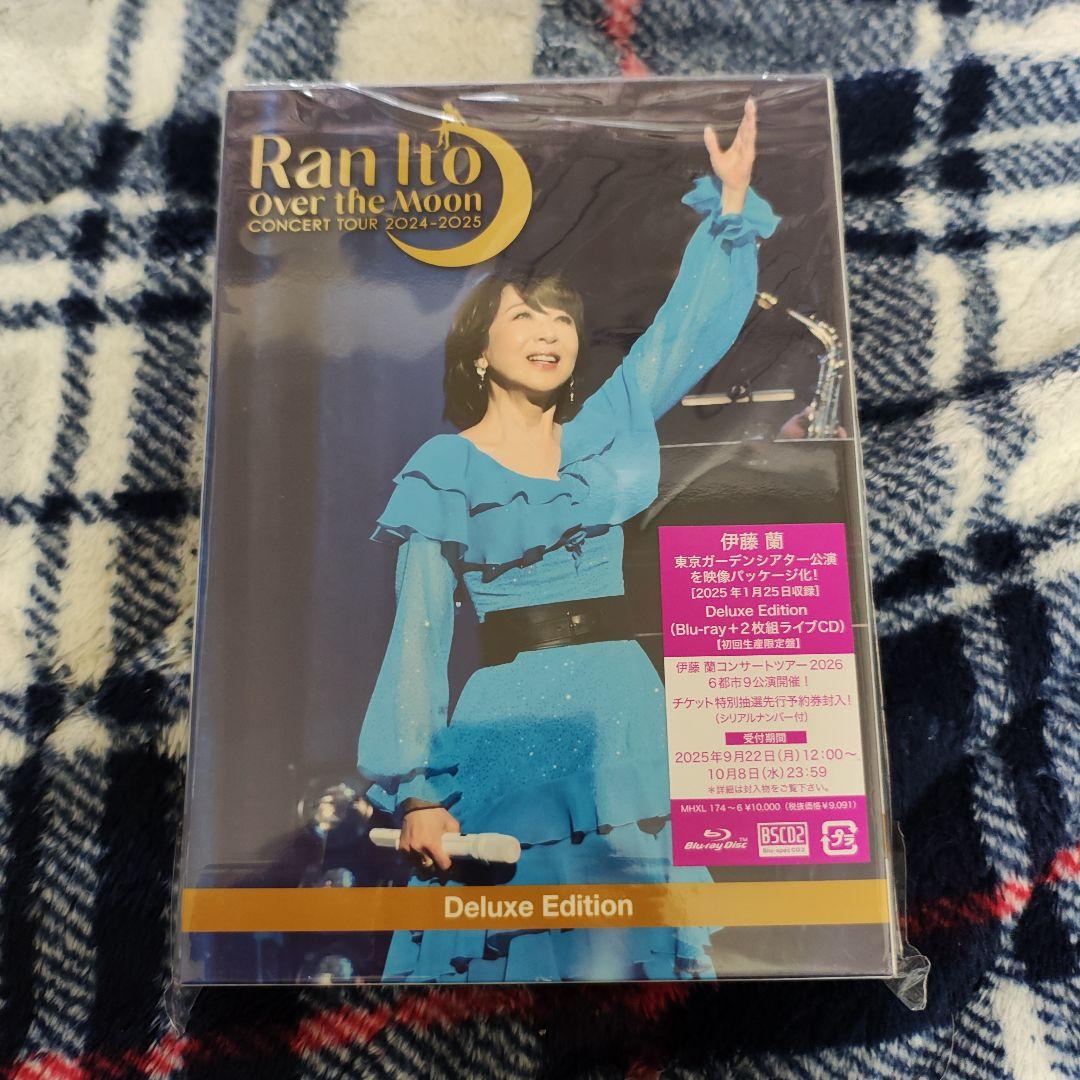 Ran Ito
Over the Moon
CONCERT TOUR 2024-2025
伊藤 蘭
東京ガーデンシアター公演
を映像パッケージ化!
[2025年1月25日収録]
Deluxe Edition
(Blu-ray+2枚組ライブCD)
【初回生産限定盤】
伊藤 蘭コンサートツアー2026
6都市9公演開催!
チケット特別抽選先行予約券封入!
(シリアルナンバー付)
受付期間
2025年9月22日(月)12:00〜
10月8日(水)23:59
*詳細は封入物をご覧下さい。
MHXL 174〜6 ¥10,000 (税抜価格¥9,091)
Blu-ray Disc™
BSCD2
Blu-spec CD2
プラ
Deluxe Edition